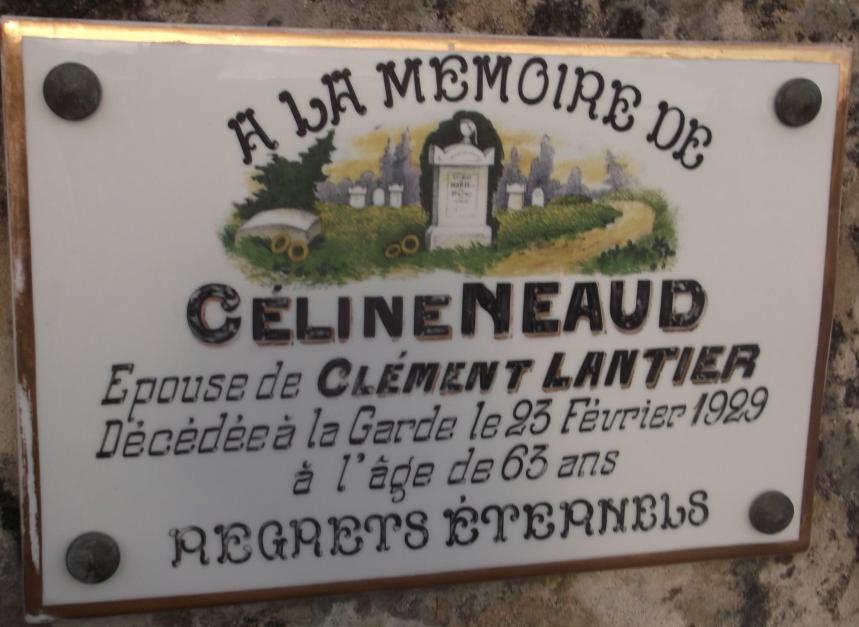 A LA MEMOIRE DE
CÉLINE NEAUD
Epouse de CLÉMENT LANTIER
Décédée à la Garde le 23 Février 1929
à l'âge de 63 ans
REGRETS ÉTERNELS